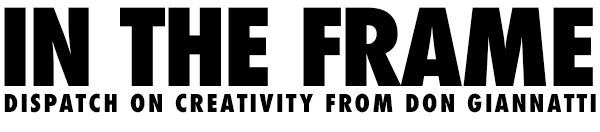 IN THE FRAME
DISPATCH ON CREATIVITY FROM DON GIANNATTI